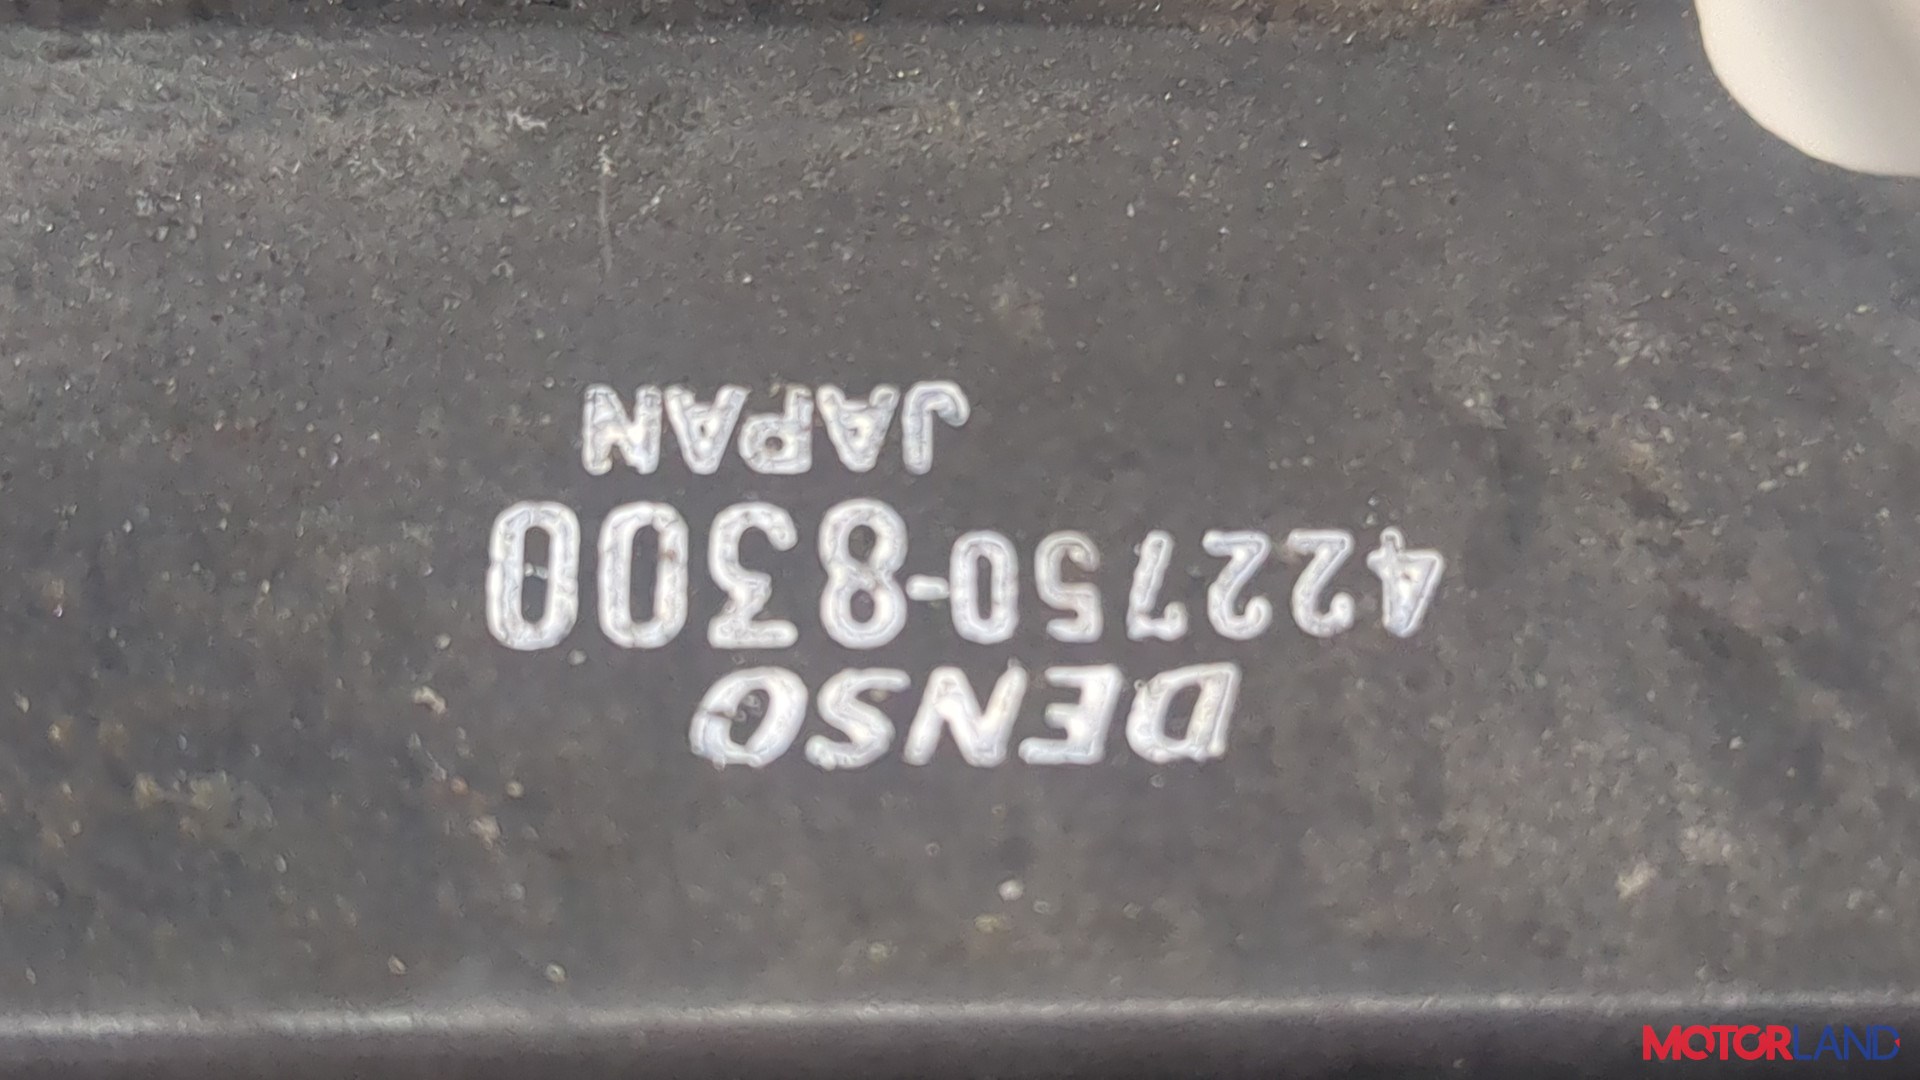 DENSO
422750-8300
JAPAN
MOTORLAND